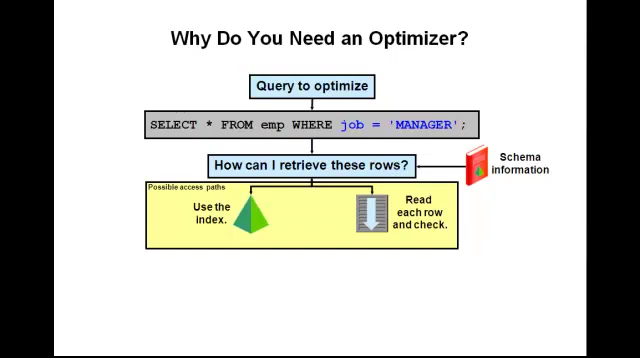 Why Do You Need an Optimizer?
Query to optimize
SELECT * FROM emp WHERE job = 'MANAGER';
How can I retrieve these rows?
Schema
information
Possible access paths
Use the
index.
Read
each row
and check.